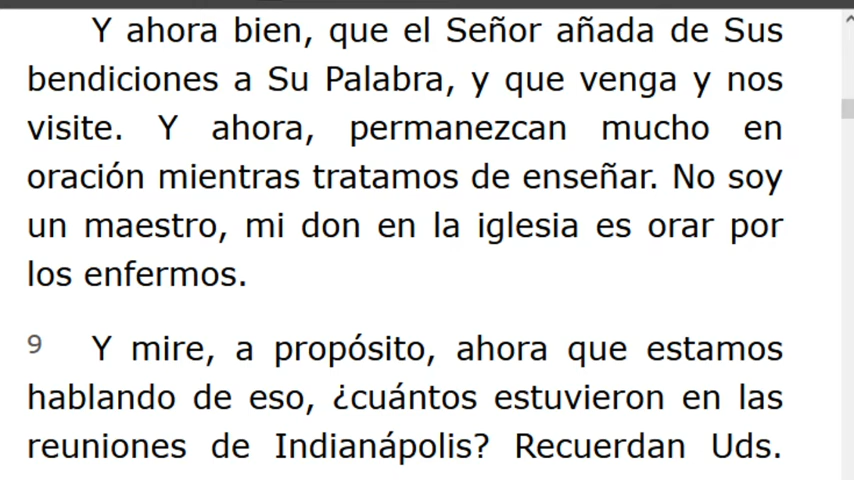 Y ahora bien, que el Señor añada de Sus
bendiciones a Su Palabra, y que venga y nos
visite. Y ahora, permanezcan mucho en
oración mientras tratamos de enseñar. No soy
un maestro, mi don en la iglesia es orar por
los enfermos.
9 Y mire, a propósito, ahora que estamos
hablando de eso, ¿cuántos estuvieron en las
reuniones de Indianápolis? Recuerdan Uds.